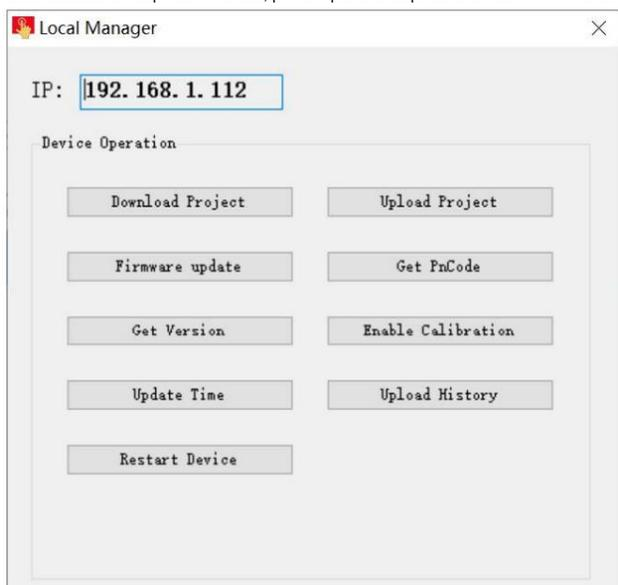 Local Manager
IP: 192.168.1.112
Device Operation
Download Project Upload Project
Firmware update Get PnCode
Get Version Enable Calibration
Update Time Upload History
Restart Device